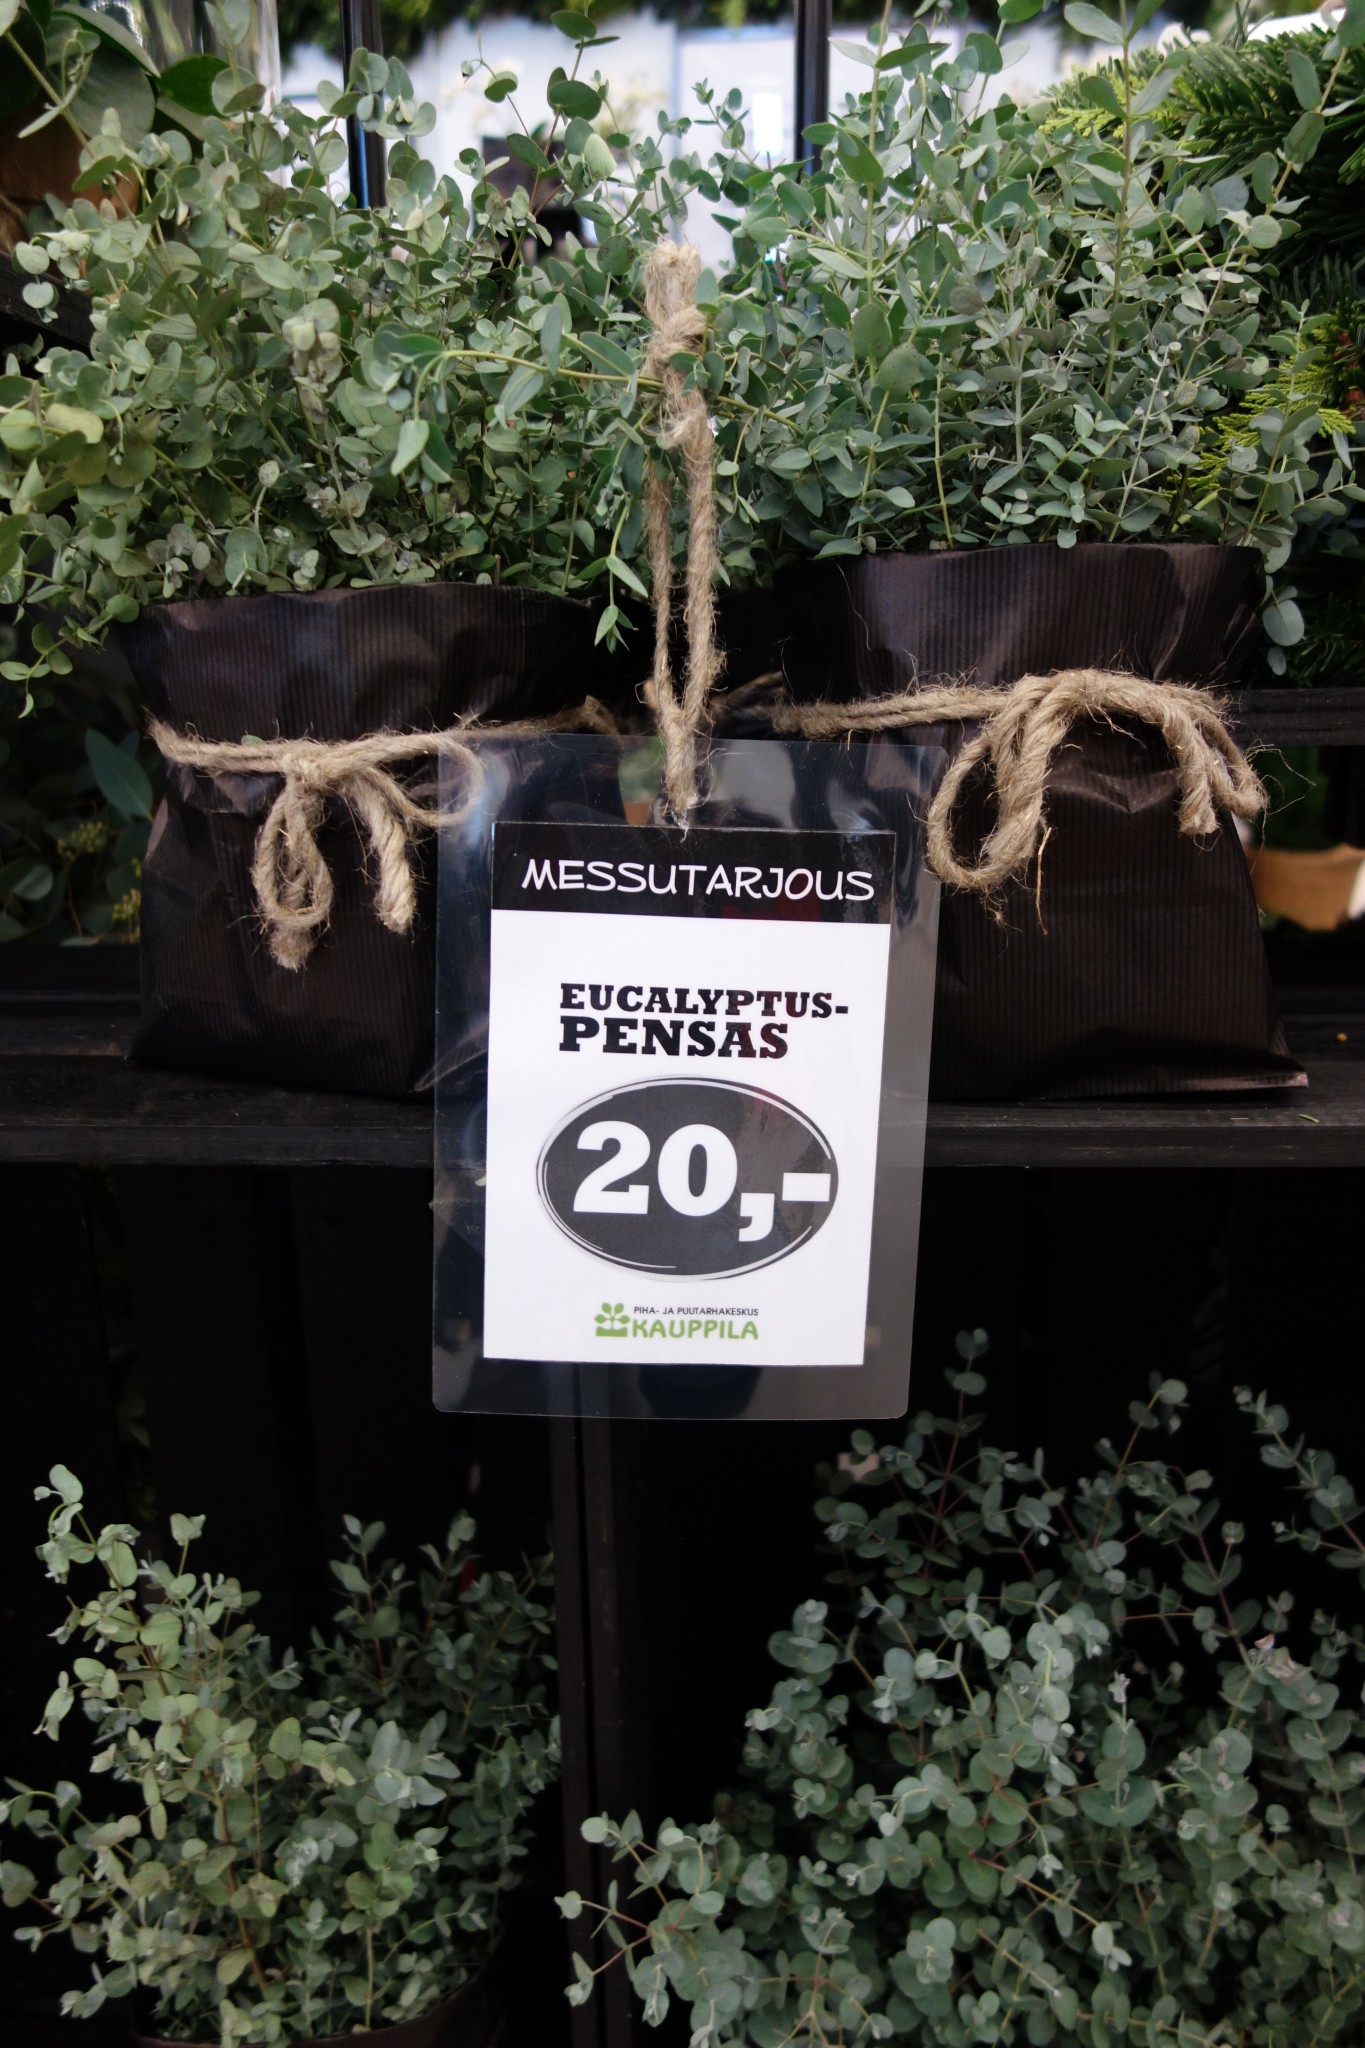 MESSUTARJOUS
EUCALYPTUS-
PENSAS
20,-
PIHA- JA PUUTARHAKESKUS
KAUPPILA